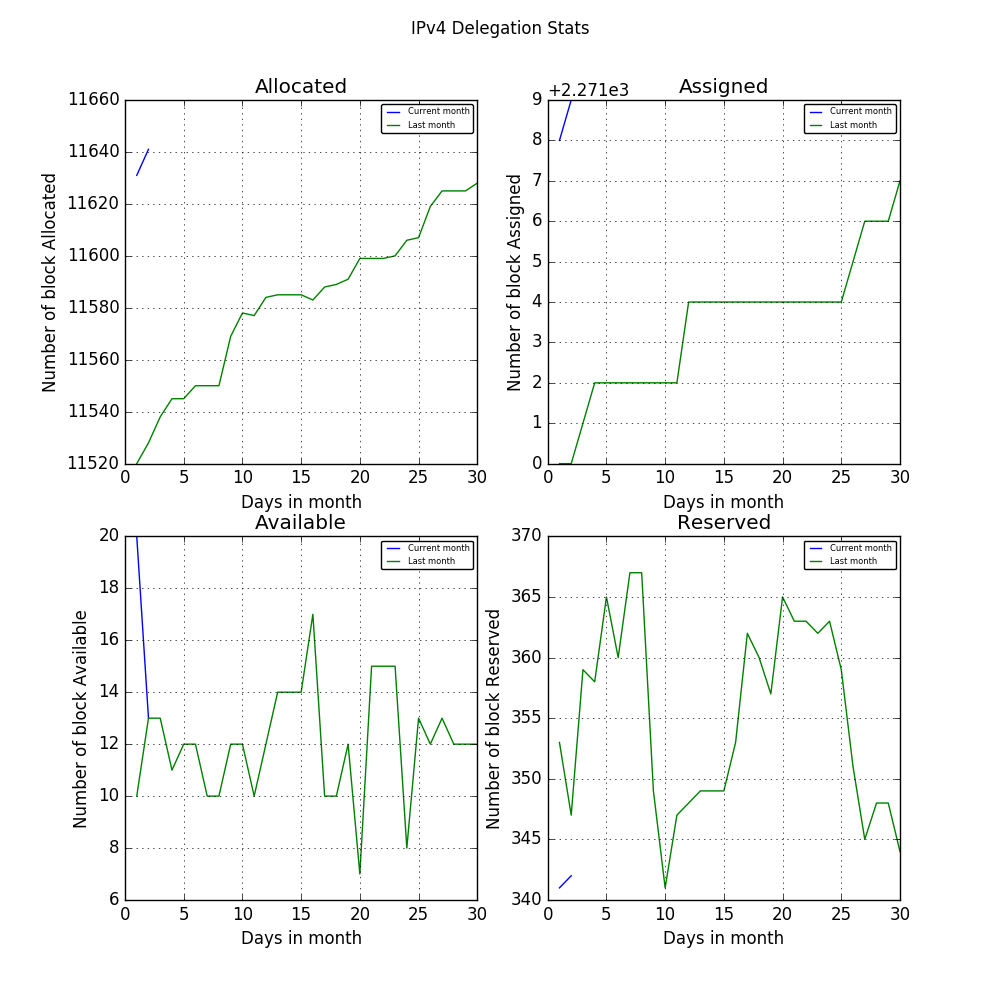 IPv4 Delegation Stats
Allocated
11660
11640
11620
11600
11580
11560
11540
11520
0 5 10 15 20 25 30
Number of block Allocated
Days in month
Current month
Last month
+2.271e3
Assigned
9
8
7
6
5
4
3
2
1
0
0 5 10 15 20 25 30
Number of block Assigned
Days in month
Current month
Last month
Available
20
18
16
14
12
10
8
6
0 5 10 15 20 25 30
Number of block Available
Days in month
Current month
Last month
Reserved
370
365
360
355
350
345
340
0 5 10 15 20 25 30
Number of block Reserved
Days in month
Current month
Last month